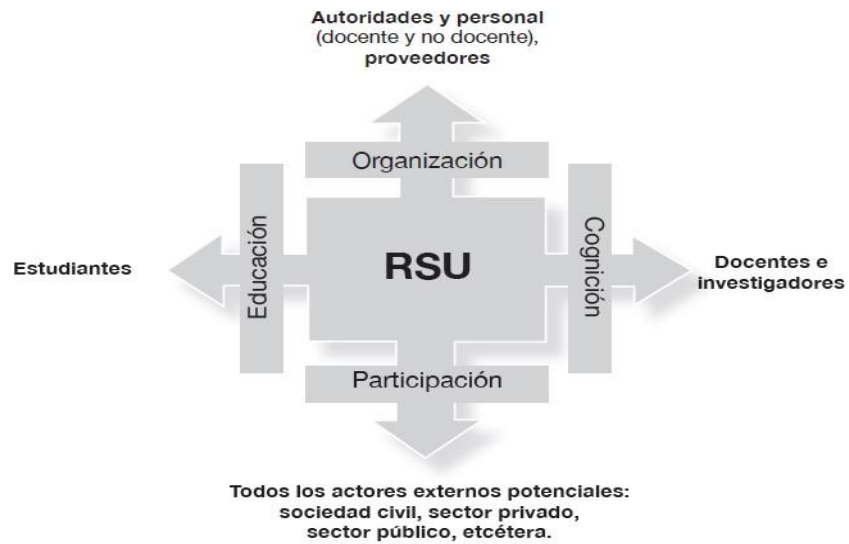 Autoridades y personal
(docente y no docente),
proveedores
Organización
Educación
RSU
Cognición
Estudiantes
Docentes e
investigadores
Participación
Todos los actores externos potenciales:
sociedad civil, sector privado,
sector público, etcétera.